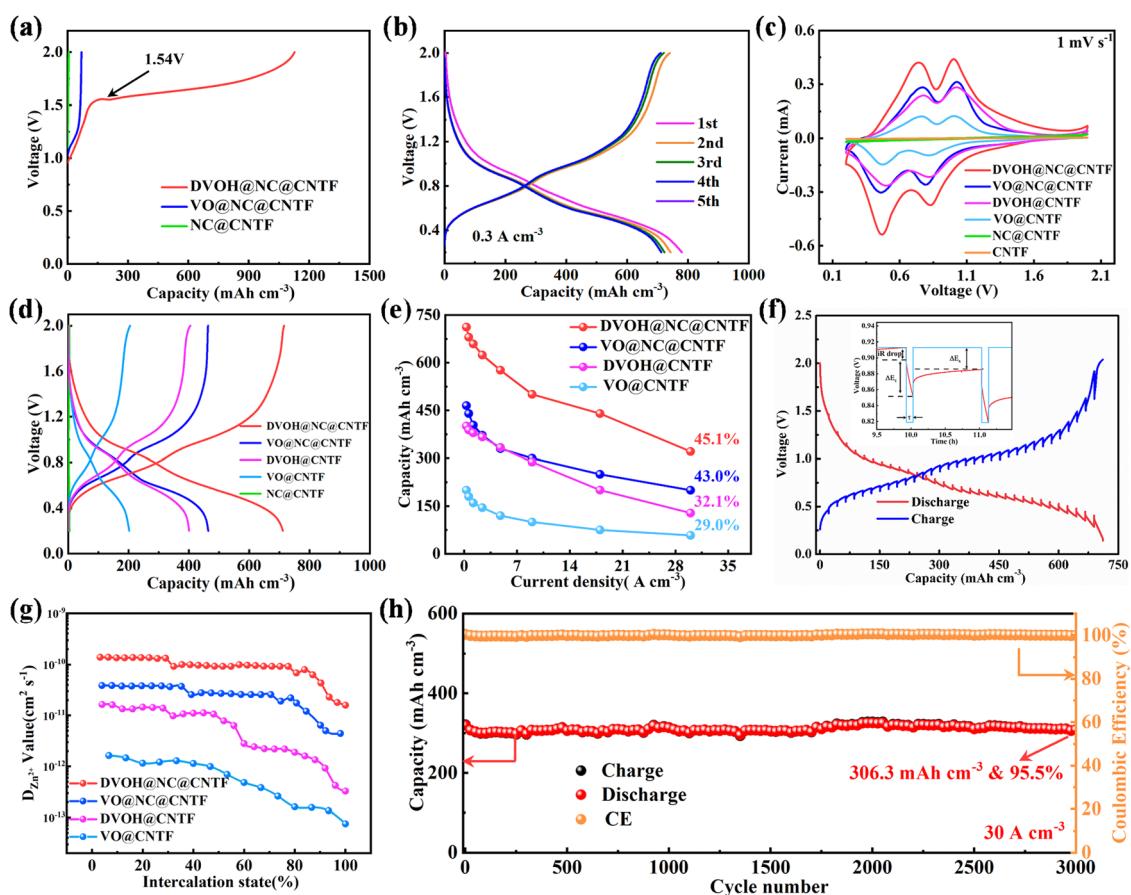 (a)
2.0
1.5
1.0
0.5
Voltage (V)
1.54V
DVOH@NC@CNTF
VO@NC@CNTF
NC@CNTF
0 300 600 900 1200 1500
Capacity (mAh cm⁻³)
(b)
2.0
1.6
1.2
0.8
0.4
Voltage (V)
1st
2nd
3rd
4th
5th
0.3 A cm⁻³
0 200 400 600 800 1000
Capacity (mAh cm⁻³)
(c)
1 mV s⁻¹
0.6
0.3
0.0
-0.3
-0.6
Current (mA)
DVOH@NC@CNTF
VO@NC@CNTF
DVOH@CNTF
VO@CNTF
NC@CNTF
CNTF
0.1 0.6 1.1 1.6 2.1
Voltage (V)
(d)
2.0
1.6
1.2
0.8
0.4
0.0
Voltage (V)
DVOH@NC@CNTF
VO@NC@CNTF
DVOH@CNTF
VO@CNTF
NC@CNTF
0 200 400 600 800 1000
Capacity (mAh cm⁻³)
(e)
750
600
450
300
150
0
Capacity (mAh cm⁻³)
DVOH@NC@CNTF
VO@NC@CNTF
DVOH@CNTF
VO@CNTF
45.1%
43.0%
32.1%
29.0%
0 7 14 21 28 35
Current density( A cm⁻³)
(f)
2.5
2.0
1.5
1.0
0.5
0.0
Voltage (V)
0.94
0.92
0.90
0.88
0.86
0.84
0.82
Voltage (V)
iR drop
ΔEₛ
ΔEₜ
τ
9.5 10.0 10.5 11.0
Time (h)
Discharge
Charge
0 150 300 450 600 750
Capacity (mAh cm⁻³)
(g)
10⁻⁹
10⁻¹⁰
10⁻¹¹
10⁻¹²
10⁻¹³
D_Zn²⁺ Value(cm² s⁻¹)
DVOH@NC@CNTF
VO@NC@CNTF
DVOH@CNTF
VO@CNTF
0 20 40 60 80 100
Intercalation state(%)
(h)
600
400
200
0
Capacity (mAh cm⁻³)
Charge
Discharge
CE
306.3 mAh cm⁻³ & 95.5%
30 A cm⁻³
100
80
60
40
20
0
Coulombic Efficiency (%)
0 500 1000 1500 2000 2500 3000
Cycle number